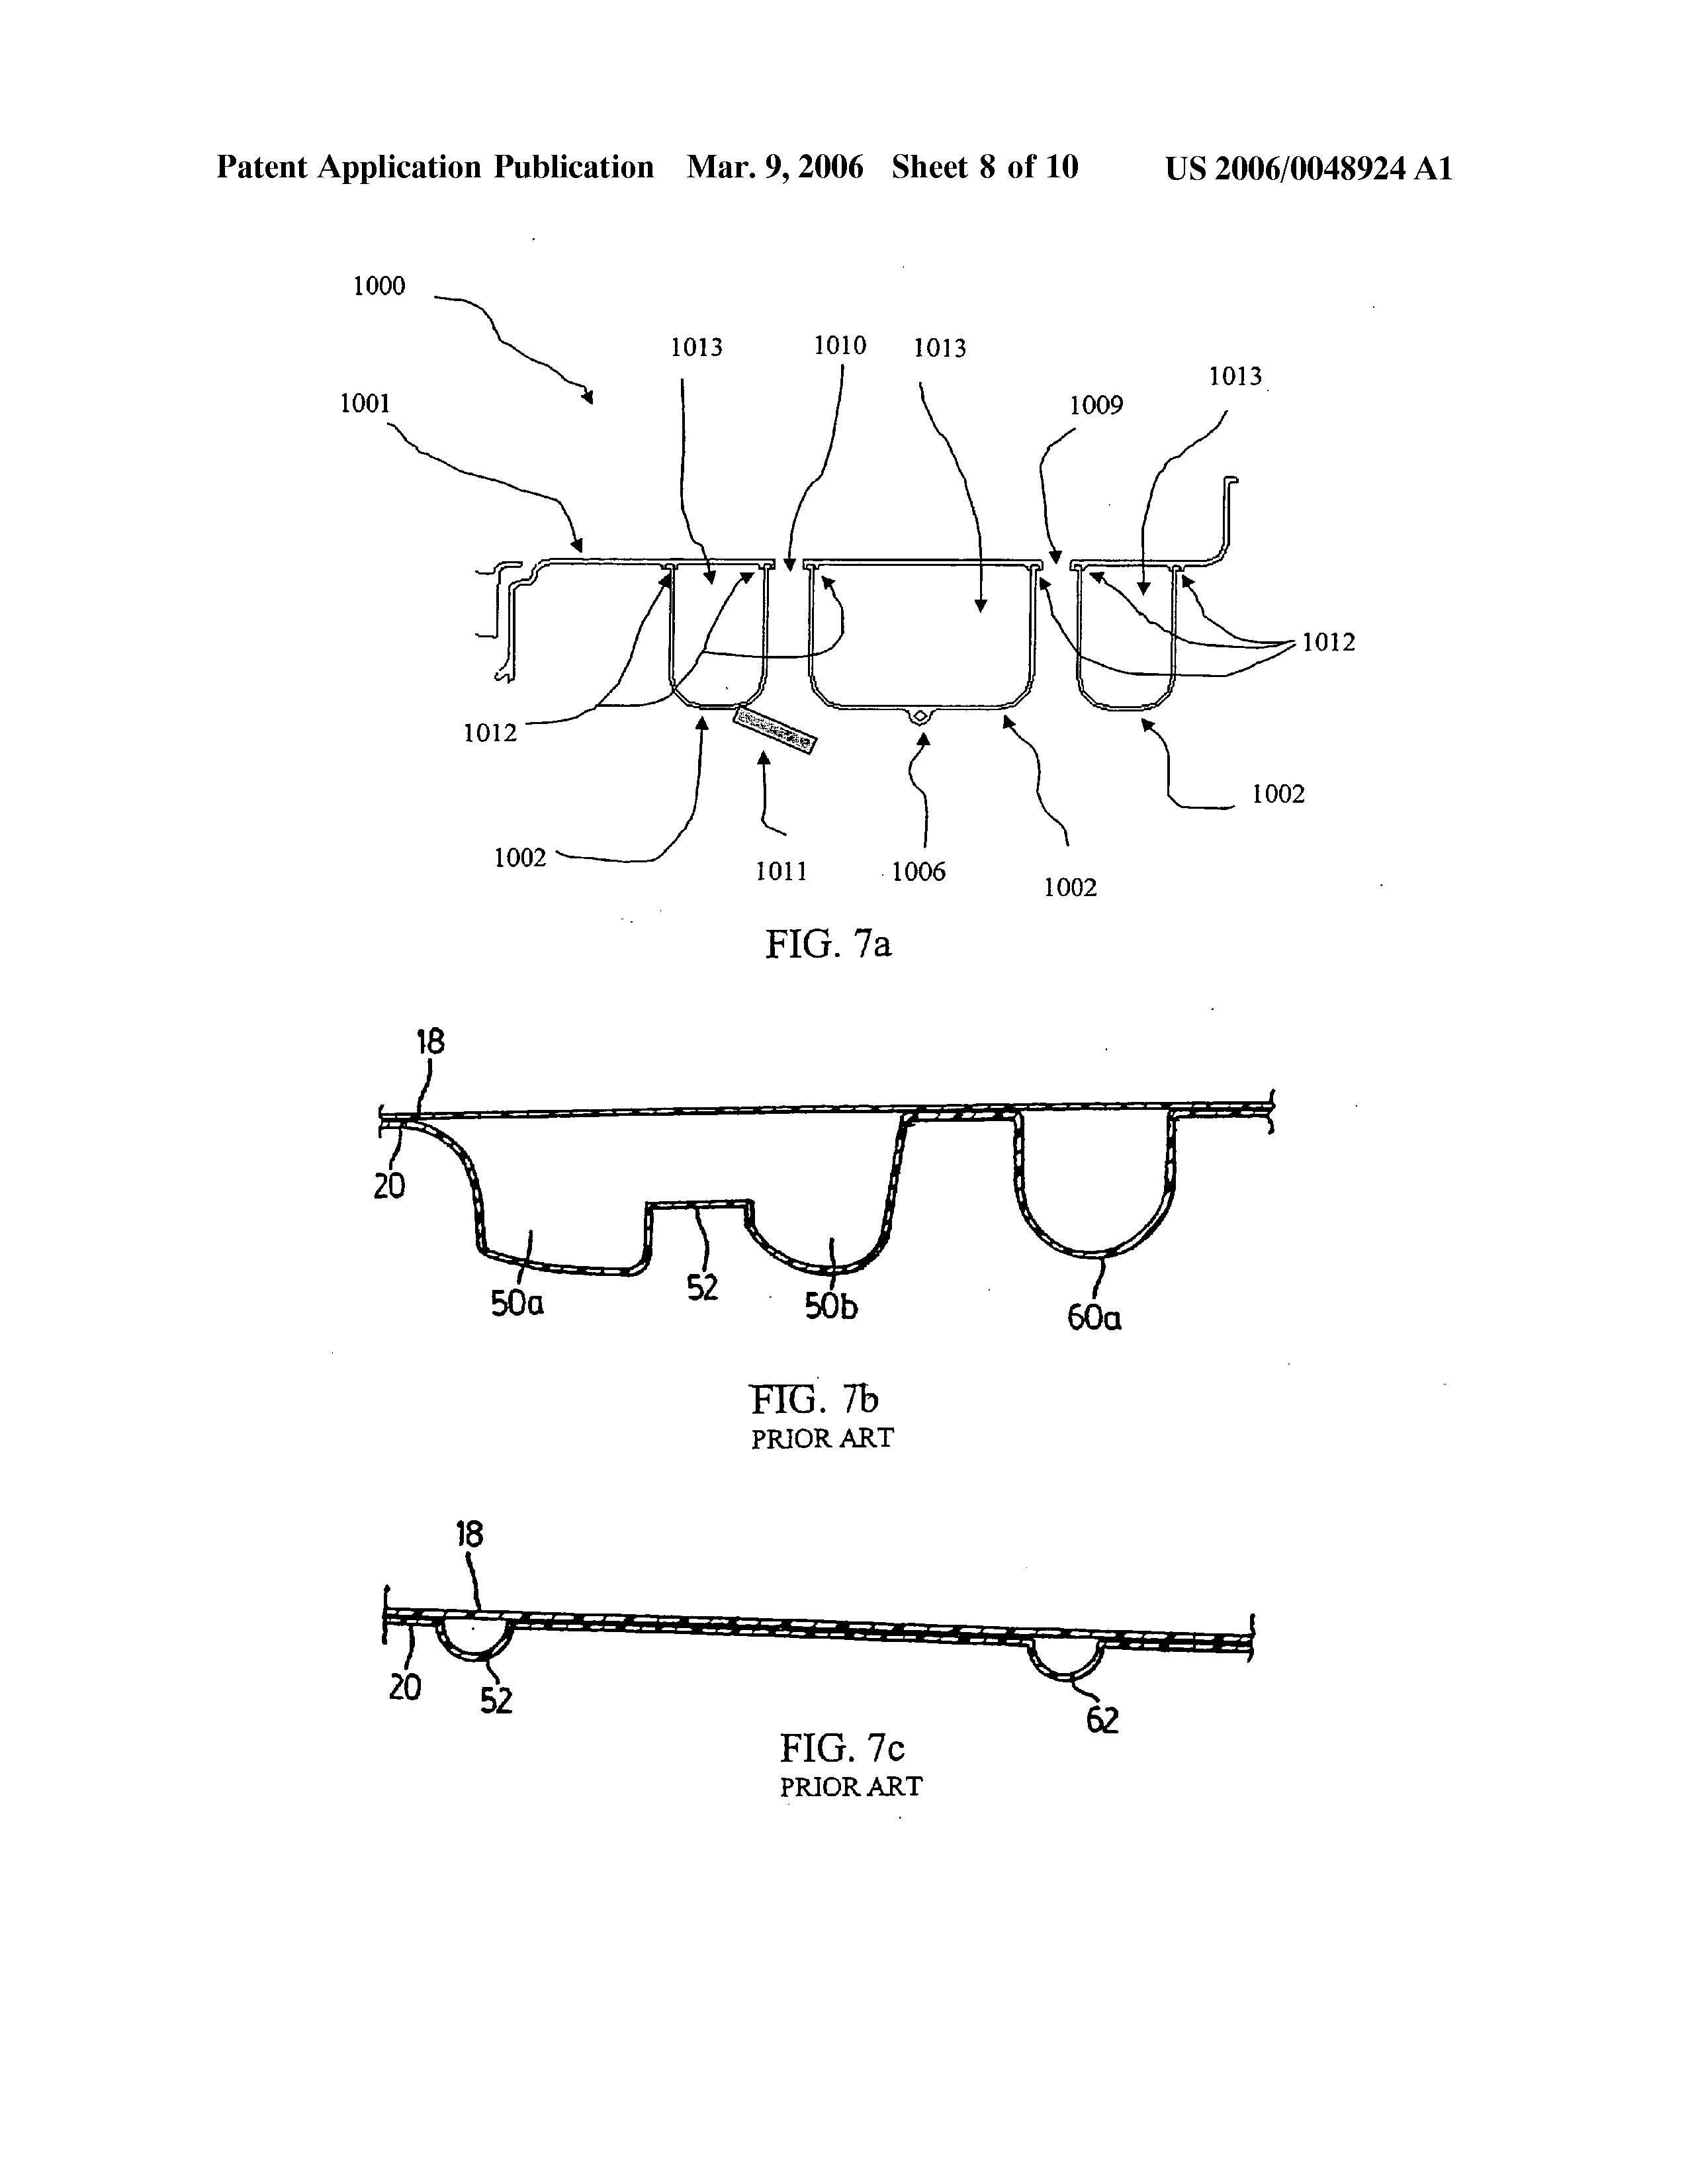 Patent Application Publication Mar. 9, 2006 Sheet 8 of 10 US 2006/0048924 A1
1000
1013
1010
1013
1013
1001
1009
1012
1012
1002
1002
1011
1006
1002
FIG. 7a
18
20
50a
52
50b
60a
FIG. 7b
PRIOR ART
18
20
52
62
FIG. 7c
PRIOR ART